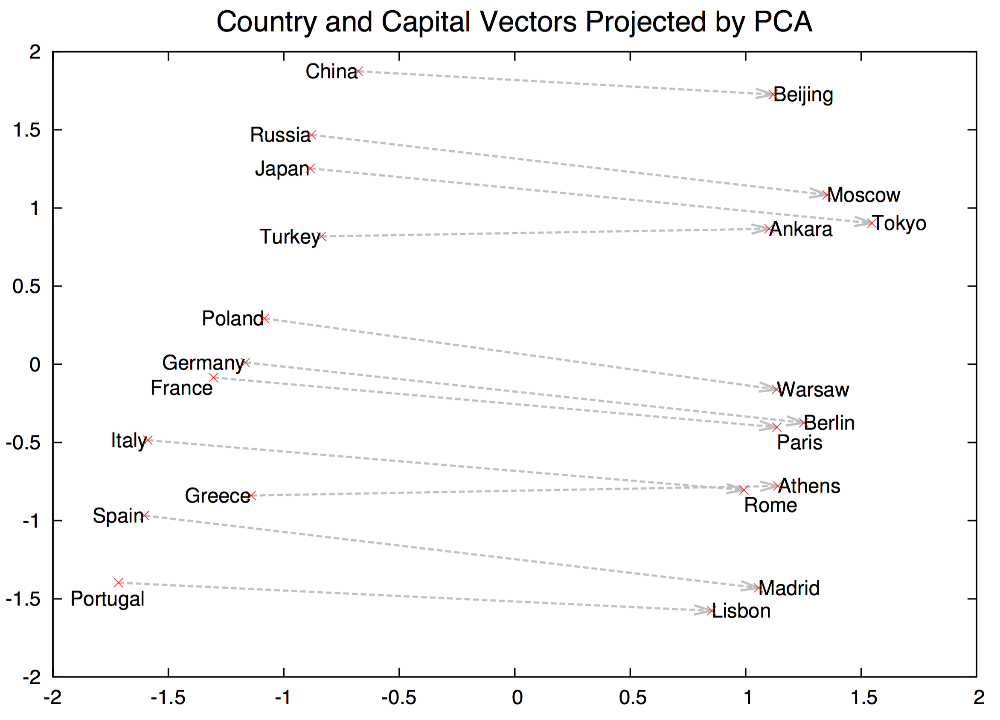 Country and Capital Vectors Projected by PCA
2
China
Beijing
1.5
Russia
Japan
Moscow
1
Tokyo
Ankara
Turkey
0.5
Poland
Germany
0
France
Warsaw
Berlin
Italy
-0.5
Paris
Athens
Greece
Rome
Spain
-1
Madrid
-1.5
Portugal
Lisbon
-2
-2 -1.5 -1 -0.5 0 0.5 1 1.5 2